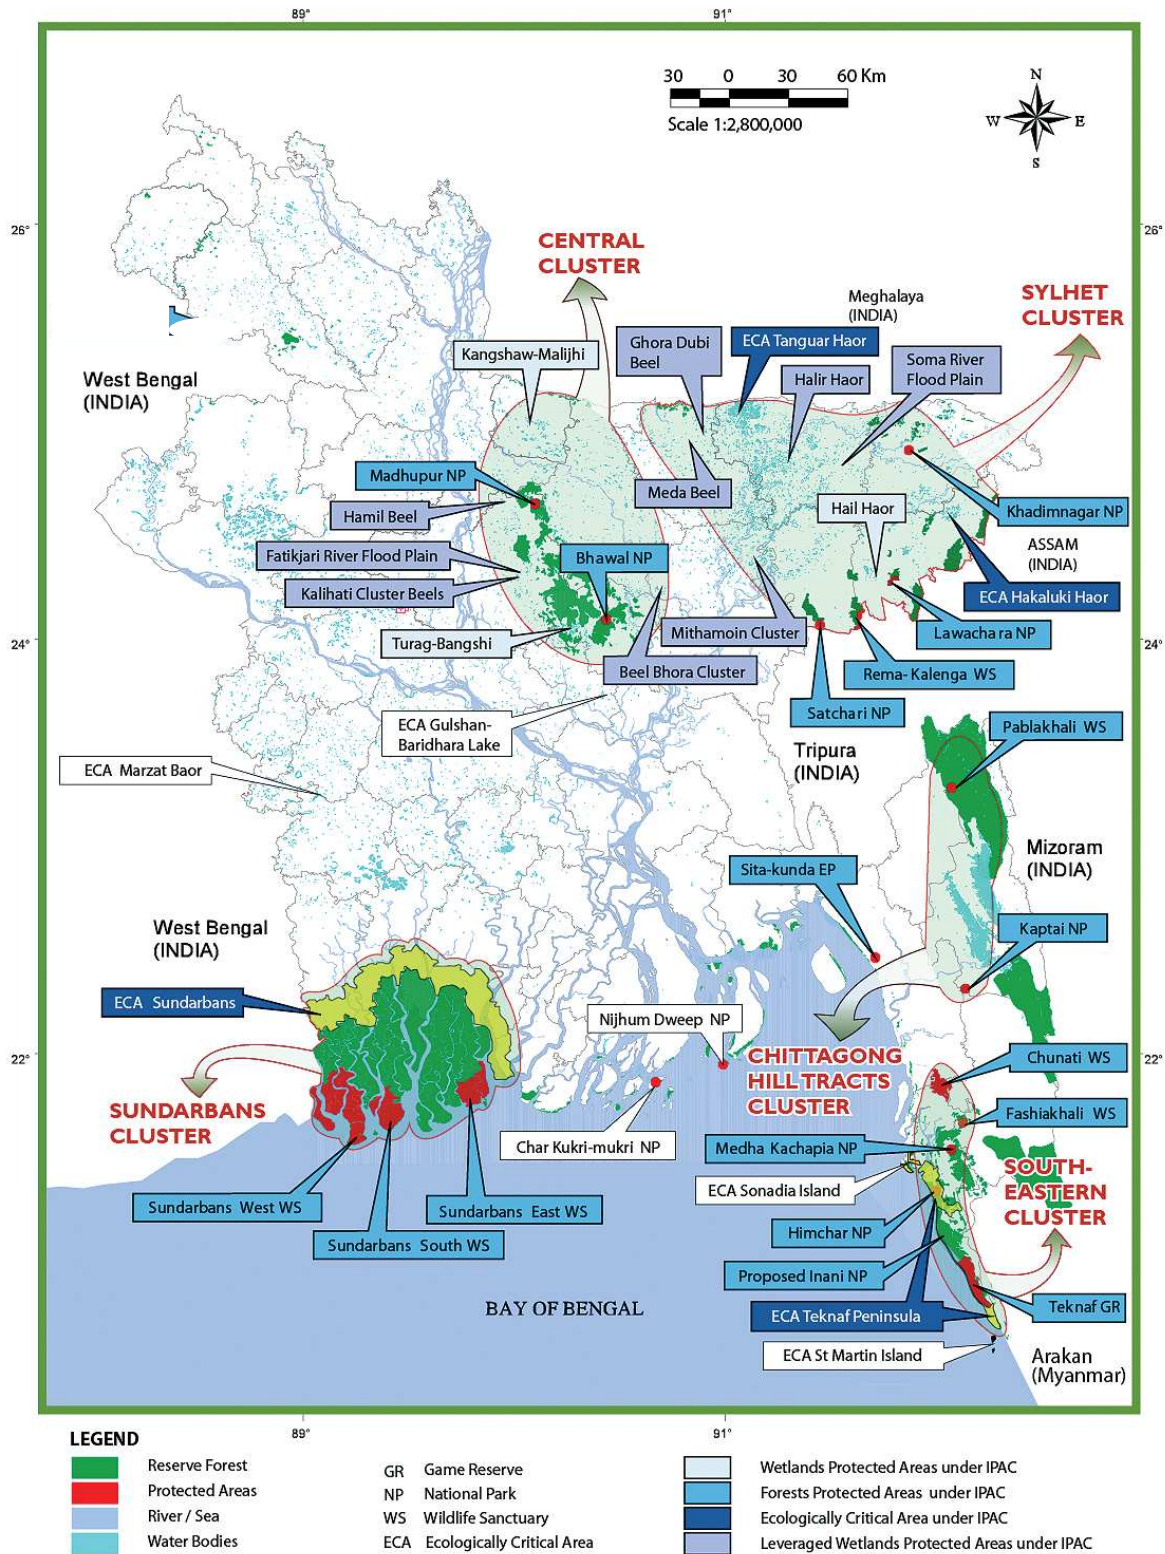 89°
91°
30 0 30 60 Km
Scale 1:2,800,000
N
W E
S
26°
26°
CENTRAL
CLUSTER
Meghalaya
(INDIA)
SYLHET
CLUSTER
Kangshaw-Malijhi
Ghora Dubi
Beel
ECA Tanguar Haor
Halir Haor
Soma River
Flood Plain
West Bengal
(INDIA)
Madhupur NP
Meda Beel
Hail Haor
Khadimnagar NP
Hamil Beel
Fatikjari River Flood Plain
Bhawal NP
ASSAM
(INDIA)
Kalihati Cluster Beels
ECA Hakaluki Haor
Turag-Bangshi
Mithamoin Cluster
Lawachara NP
24°
24°
Beel Bhora Cluster
Rema-Kalenga WS
ECA Gulshan-
Baridhara Lake
Satchari NP
Pablakhali WS
Tripura
(INDIA)
ECA Marzat Baor
Mizoram
(INDIA)
Sita-kunda EP
West Bengal
(INDIA)
Kaptai NP
ECA Sundarbans
Nijhum Dweep NP
22°
22°
CHITTAGONG
HILL TRACTS
CLUSTER
Chunati WS
SUNDARBANS
CLUSTER
Fashiakhali WS
Char Kukri-mukri NP
Medha Kachapia NP
SOUTH-
EASTERN
CLUSTER
ECA Sonadia Island
Sundarbans West WS
Sundarbans East WS
Himchar NP
Sundarbans South WS
Proposed Inani NP
BAY OF BENGAL
ECA Teknaf Peninsula
Teknaf GR
ECA St Martin Island
Arakan
(Myanmar)
89°
91°
LEGEND
Reserve Forest
Protected Areas
River / Sea
Water Bodies
GR Game Reserve
NP National Park
WS Wildlife Sanctuary
ECA Ecologically Critical Area
Wetlands Protected Areas under IPAC
Forests Protected Areas under IPAC
Ecologically Critical Area under IPAC
Leveraged Wetlands Protected Areas under IPAC